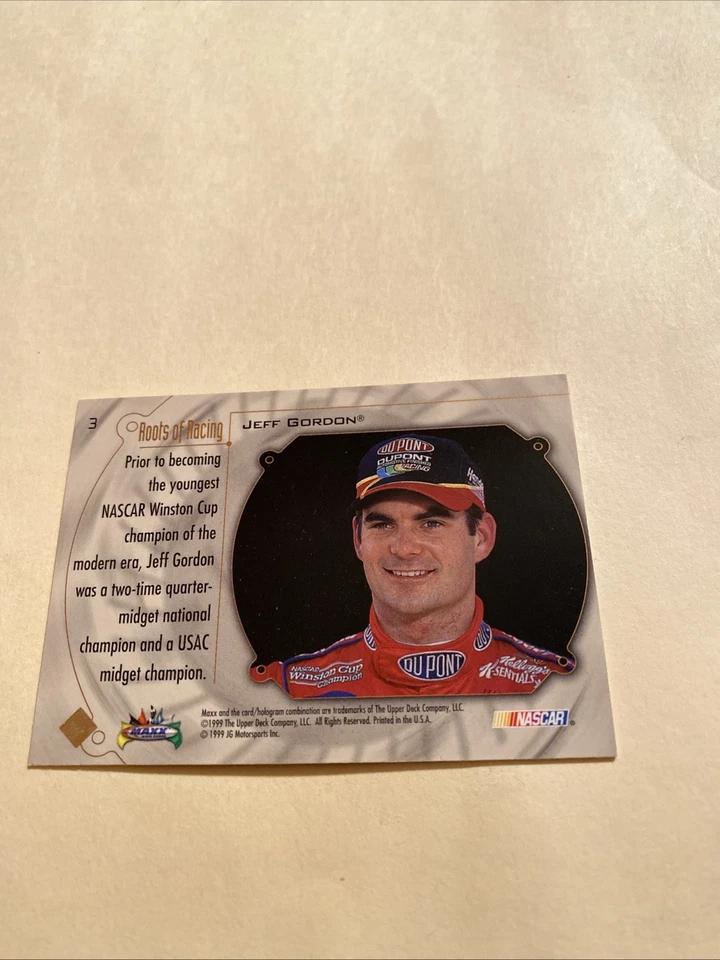 3
Roots of Racing
JEFF GORDON®
Prior to becoming
the youngest
NASCAR Winston Cup
champion of the
modern era, Jeff Gordon
was a two-time quarter-
midget national
champion and a USAC
midget champion.
DUPONT
DUPONT
RACING
NASCAR
Winston Cup
Champion
DUPONT
Kellogg's
K-SENTIALS
MAXX
Maxx and the card/hologram combination are trademarks of The Upper Deck Company, LLC.
©1999 The Upper Deck Company, LLC. All Rights Reserved. Printed in the U.S.A.
© 1999 JG Motorsports Inc.
NASCAR®